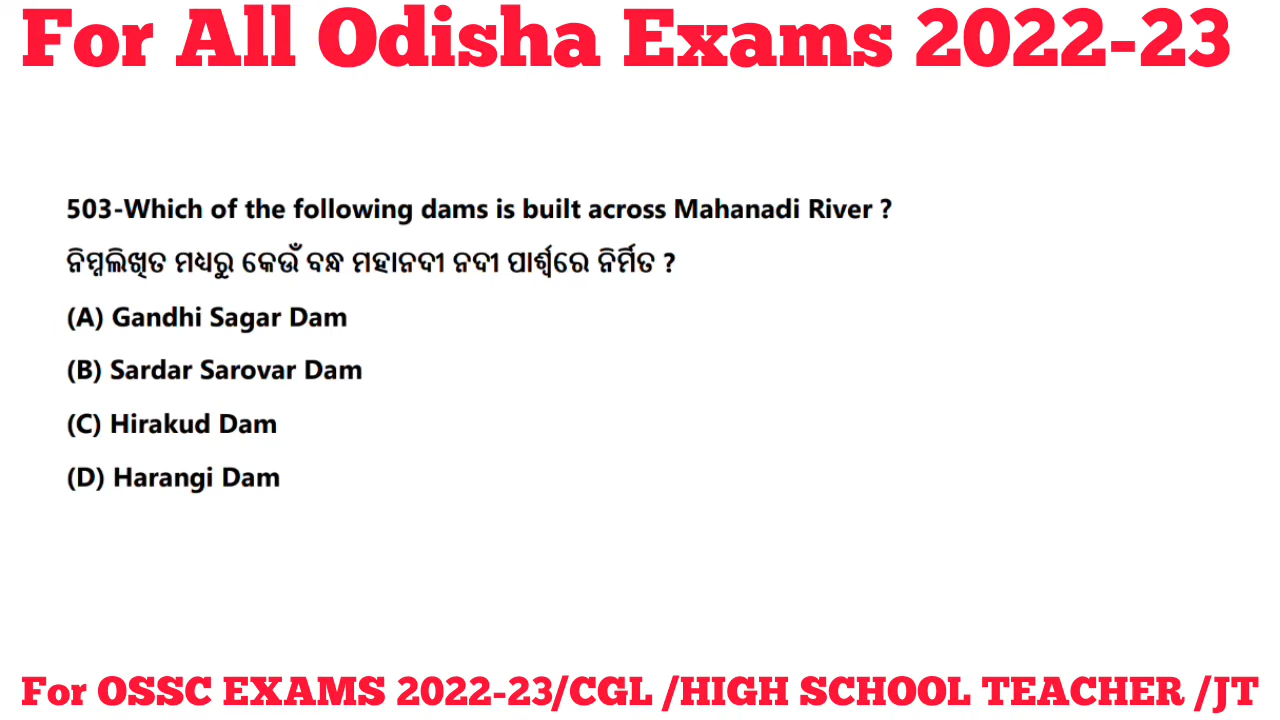 For All Odisha Exams 2022-23
503-Which of the following dams is built across Mahanadi River ?
ନିମ୍ନଲିଖିତ ମଧ୍ୟରୁ କେଉଁ ବନ୍ଧ ମହାନଦୀ ନଦୀ ପାର୍ଶ୍ୱରେ ନିର୍ମିତ ?
(A) Gandhi Sagar Dam
(B) Sardar Sarovar Dam
(C) Hirakud Dam
(D) Harangi Dam
For OSSC EXAMS 2022-23/CGL /HIGH SCHOOL TEACHER /JT